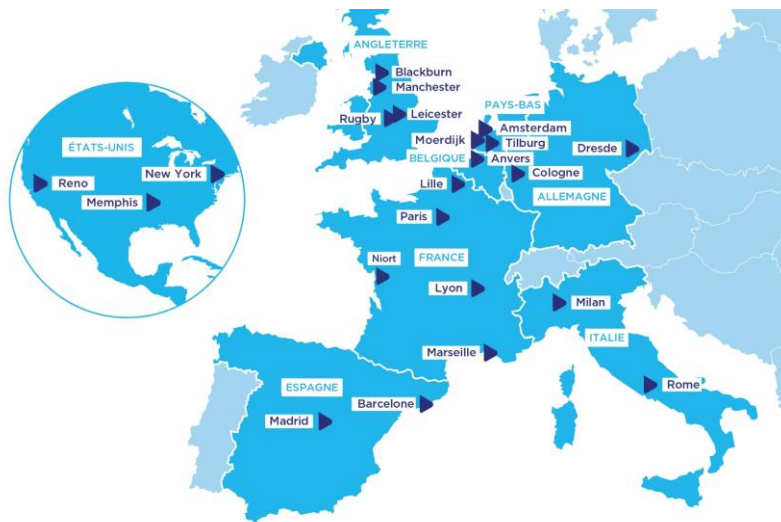 ÉTATS-UNIS
New York
Reno
Memphis
ANGLETERRE
Blackburn
Manchester
Leicester
Rugby
PAYS-BAS
Amsterdam
Moerdijk
Tilburg
BELGIQUE
Anvers
Dresde
Cologne
ALLEMAGNE
Lille
Paris
Niort
FRANCE
Lyon
Marseille
Milan
ITALIE
Rome
ESPAGNE
Barcelone
Madrid